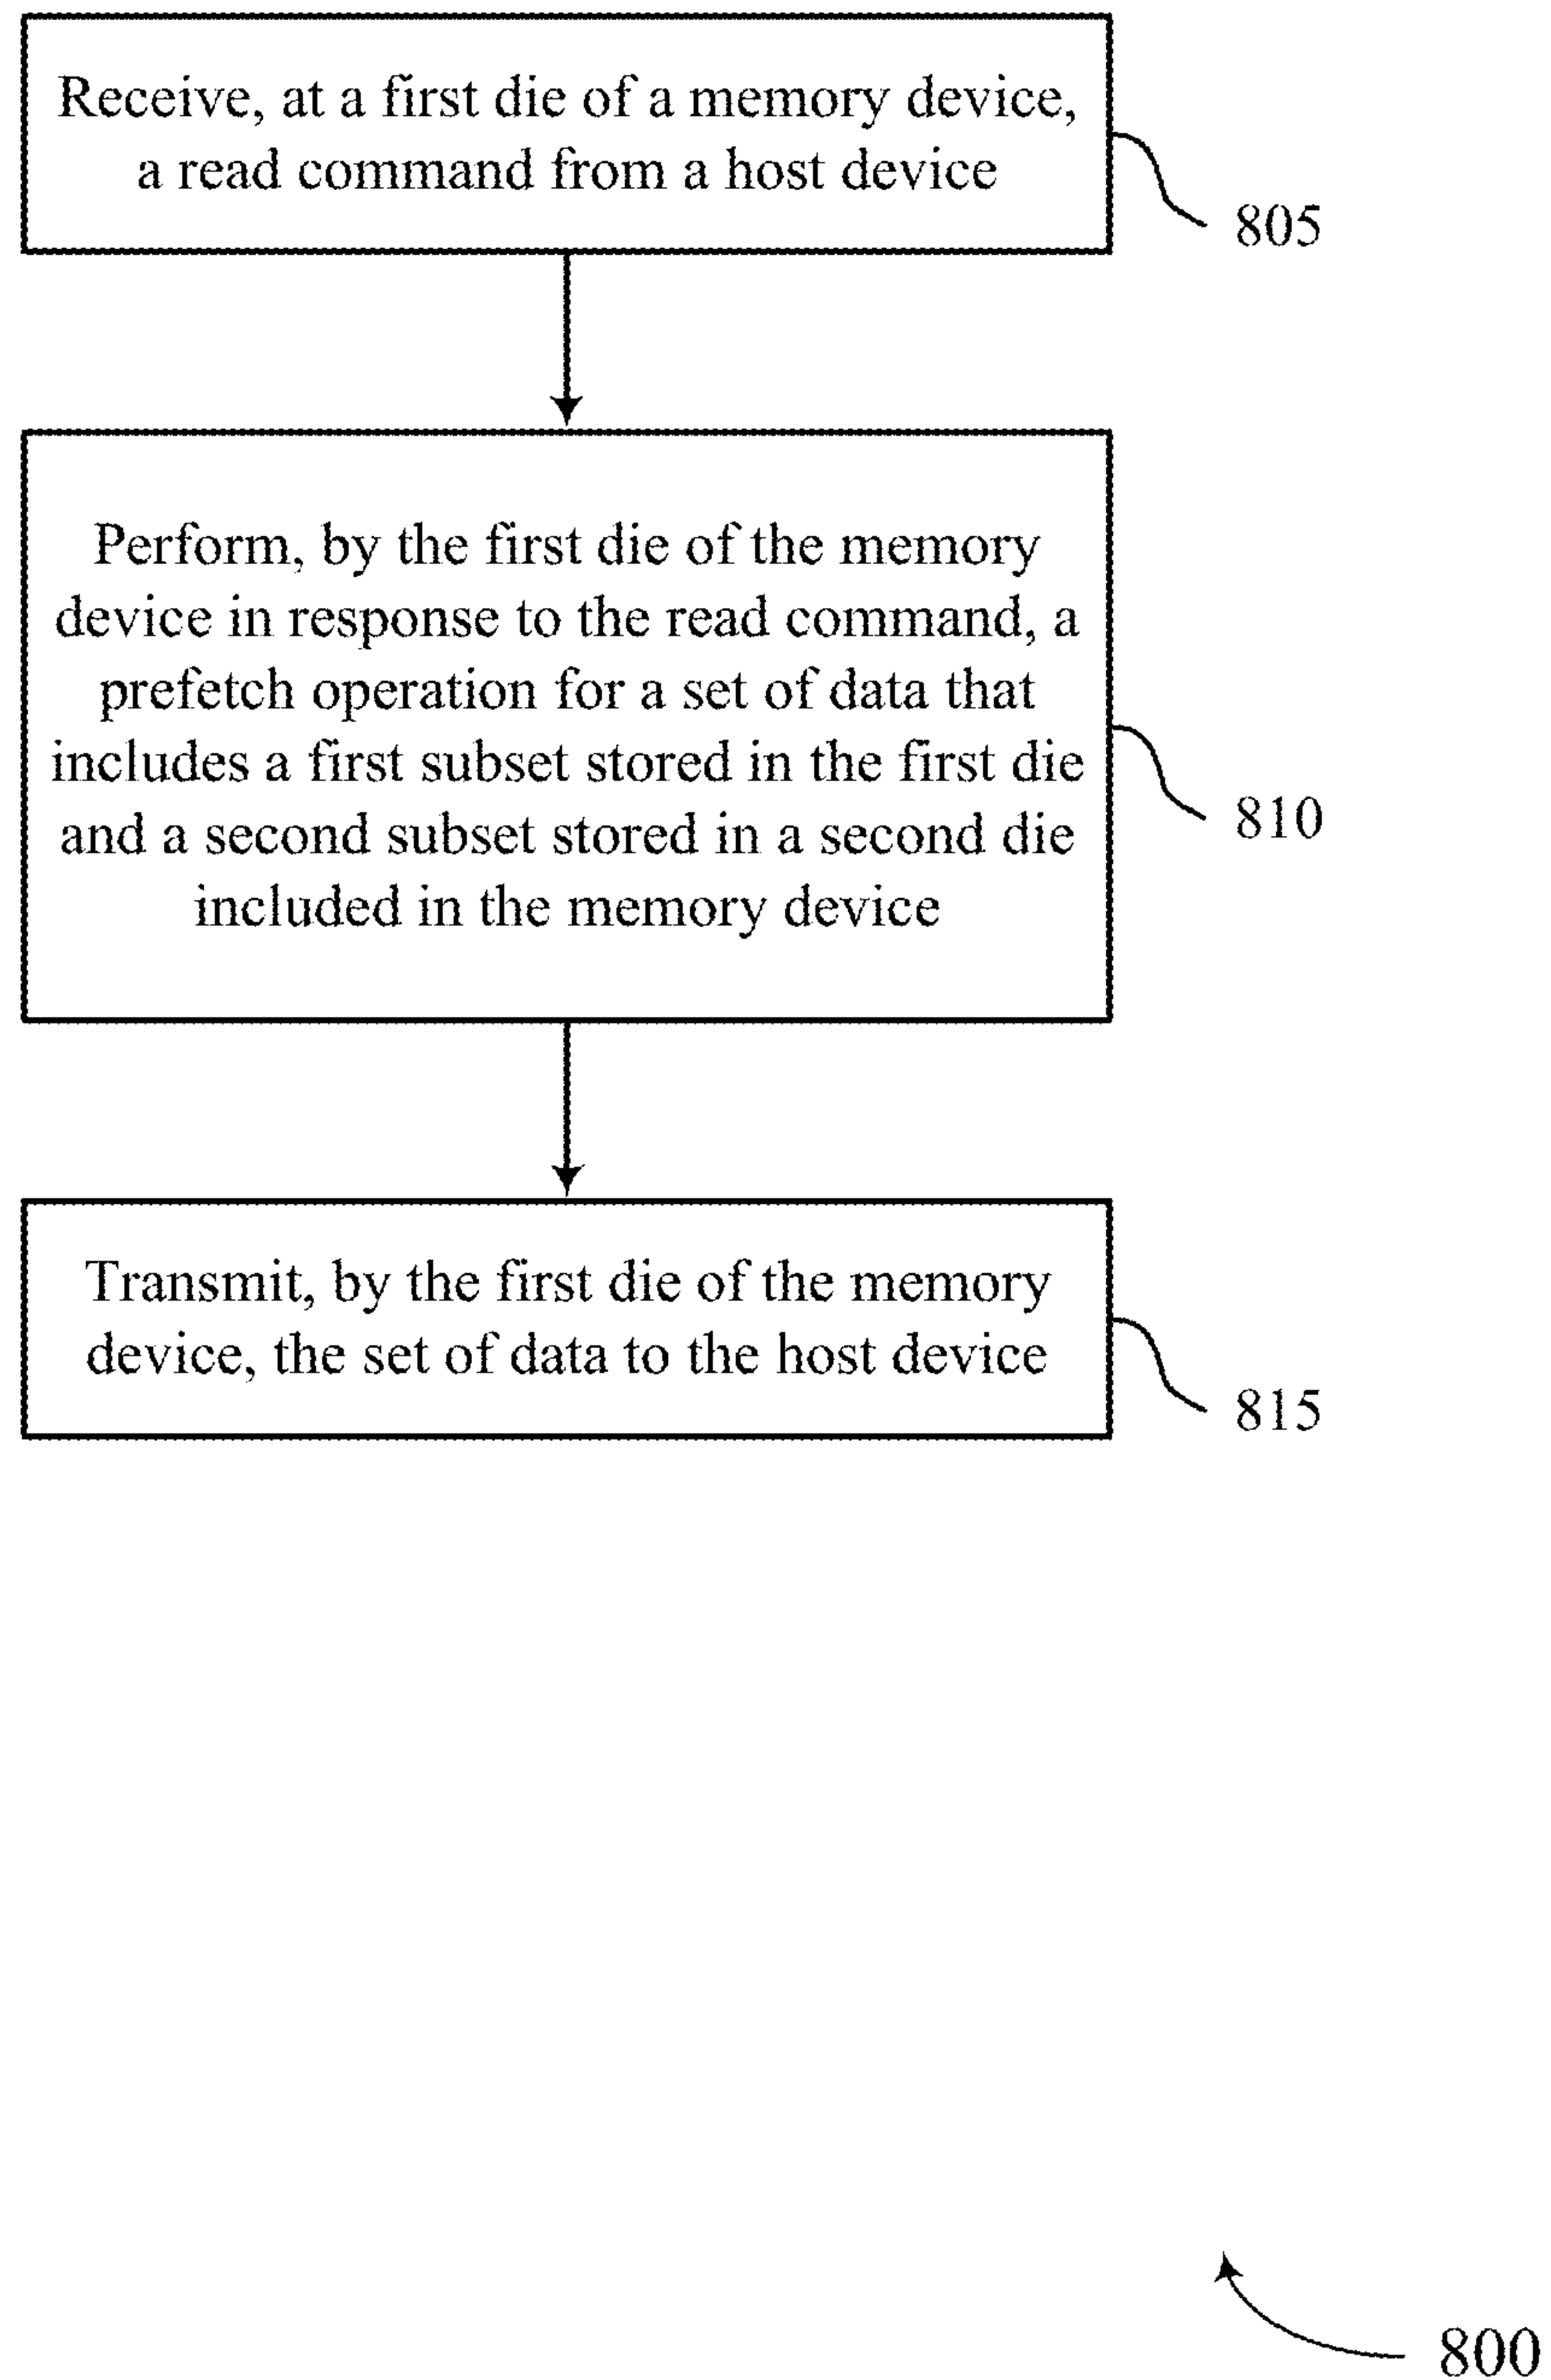 Receive, at a first die of a memory device,
a read command from a host device
805
Perform, by the first die of the memory
device in response to the read command, a
prefetch operation for a set of data that
includes a first subset stored in the first die
and a second subset stored in a second die
included in the memory device
810
Transmit, by the first die of the memory
device, the set of data to the host device
815
800